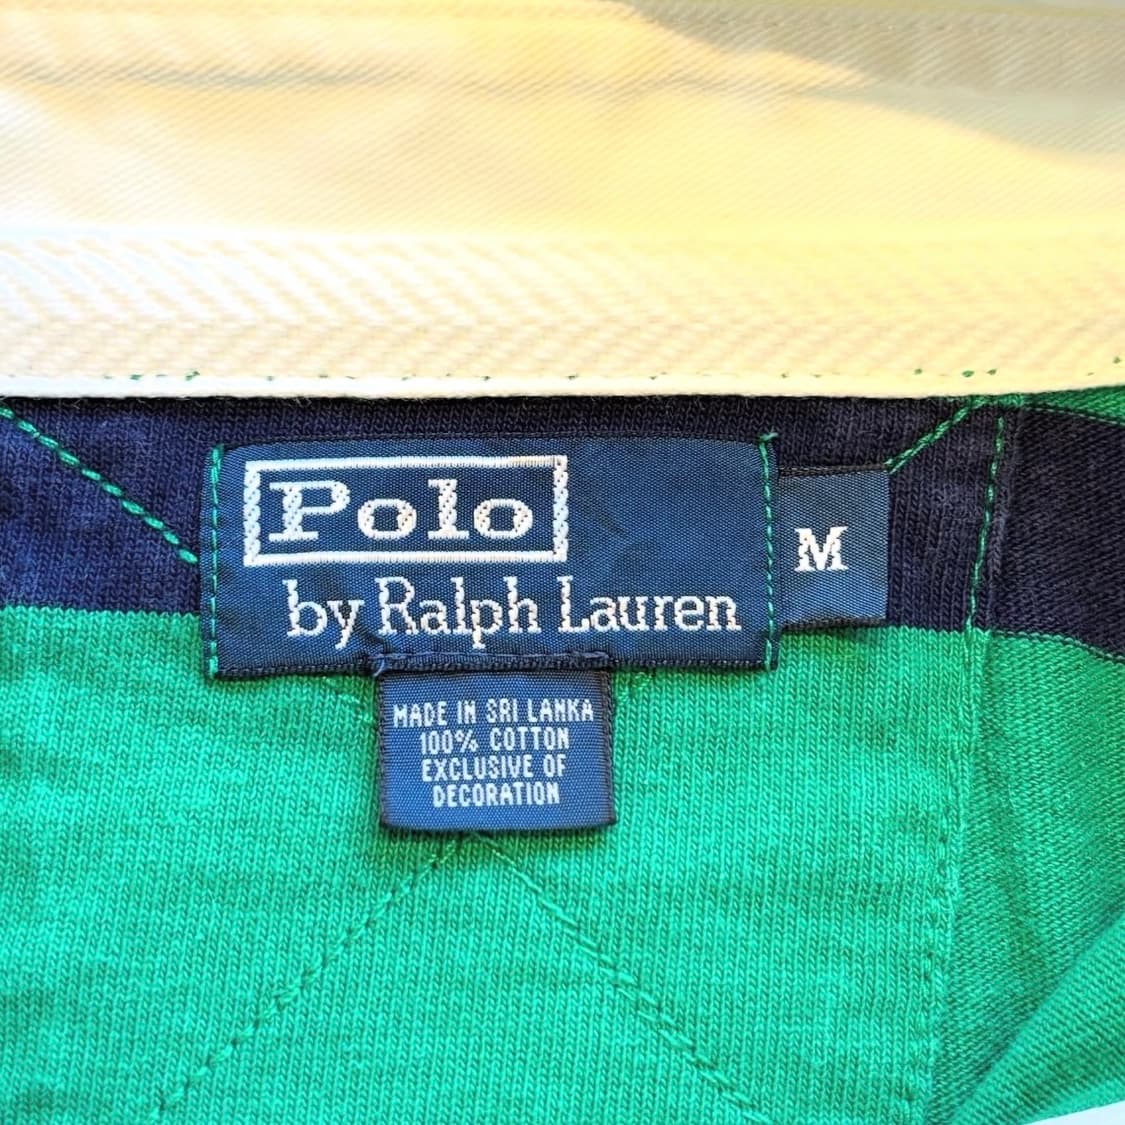 Polo
by Ralph Lauren
M
MADE IN SRI LANKA
100% COTTON
EXCLUSIVE OF
DECORATION